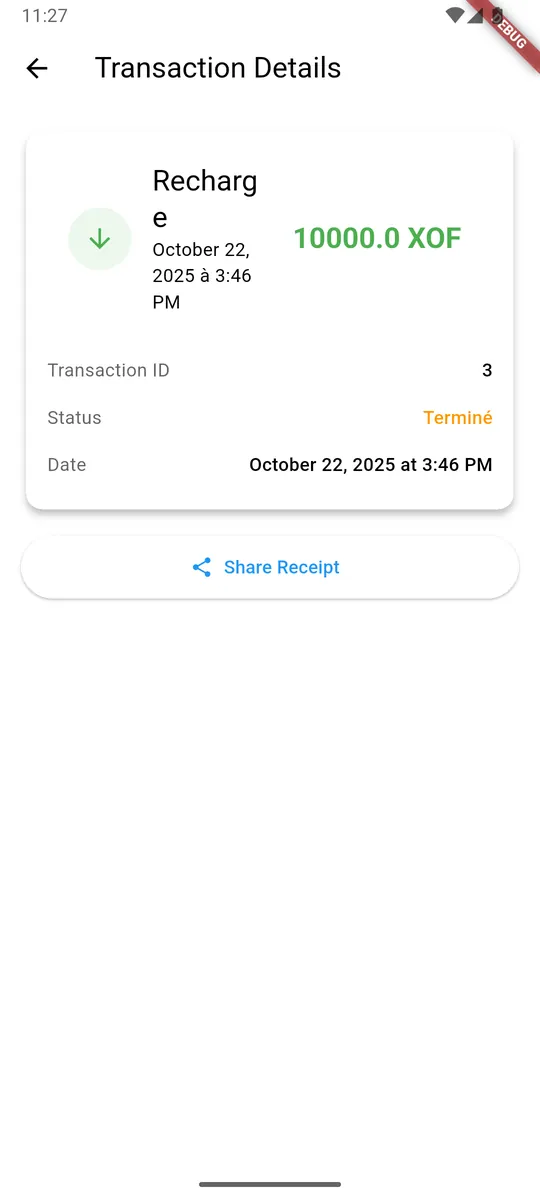 11:27
DEBUG
Transaction Details
Recharg
e
October 22,
2025 à 3:46
PM
10000.0 XOF
Transaction ID
3
Status
Terminé
Date
October 22, 2025 at 3:46 PM
Share Receipt